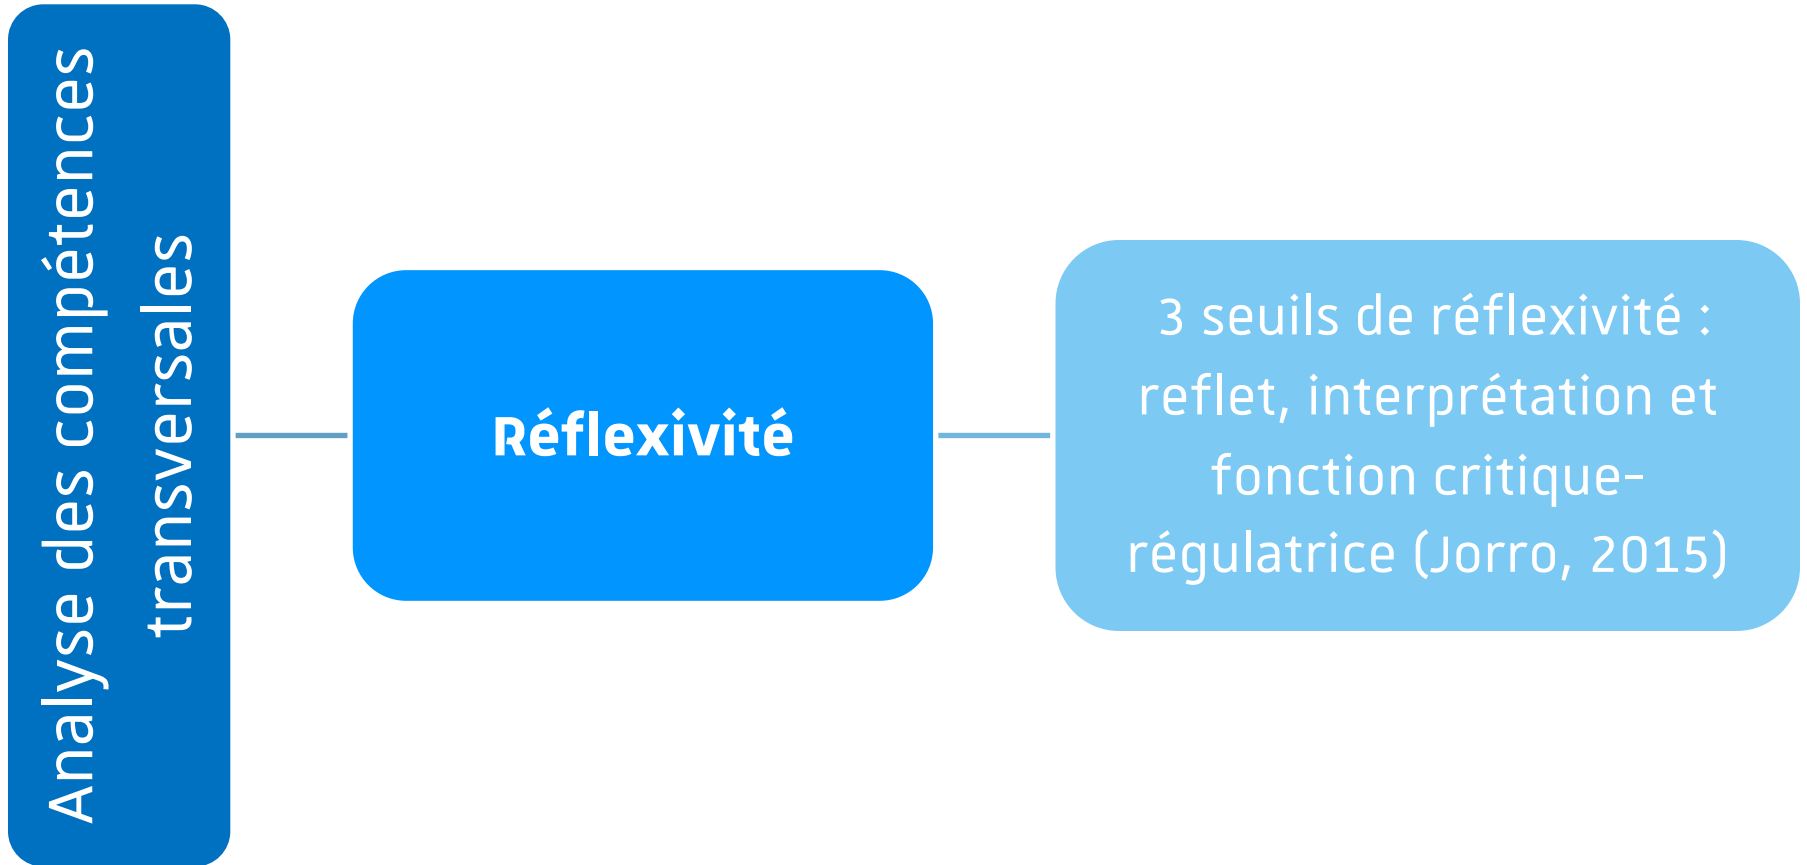 Analyse des compétences
transversales
Réflexivité
3 seuils de réflexivité :
reflet, interprétation et
fonction critique-
régulatrice (Jorro, 2015)